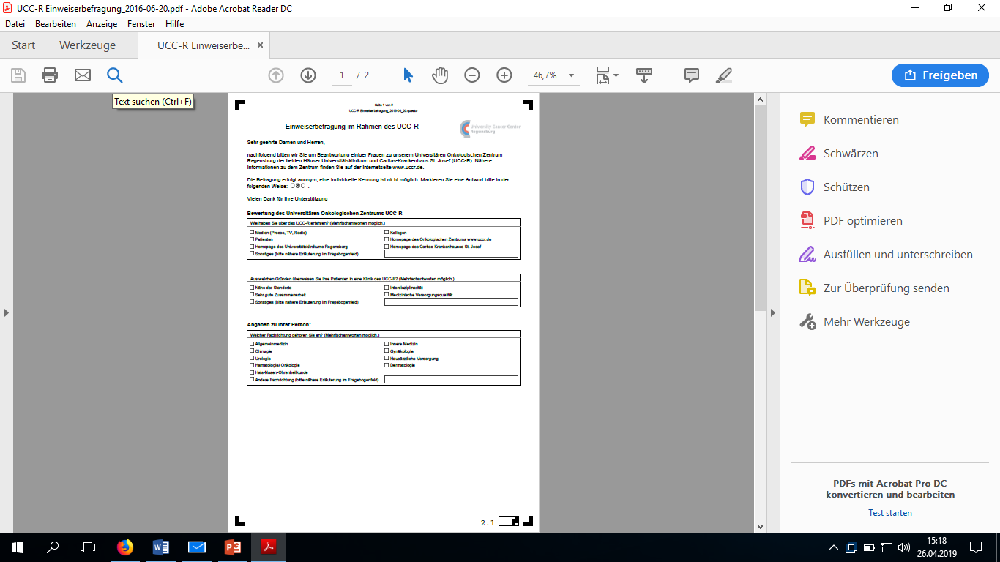 UCC-R Einweiserbefragung_2016-06-20.pdf - Adobe Acrobat Reader DC
Datei Bearbeiten Anzeige Fenster Hilfe
Start Werkzeuge UCC-R Einweiserbe...
1 / 2 46,7% Freigeben
Text suchen (Ctrl+F)
Seite 1 von 2
UCC-R Einweiserbefragung_2016-06_20.questor
Einweiserbefragung im Rahmen des UCC-R
University Cancer Center
Regensburg
Sehr geehrte Damen und Herren,
nachfolgend bitten wir Sie um Beantwortung einiger Fragen zu unserem Universitären Onkologischen Zentrum
Regensburg der beiden Häuser Universitätsklinikum und Caritas-Krankenhaus St. Josef (UCC-R). Nähere
Informationen zu dem Zentrum finden Sie auf der Internetseite www.uccr.de.
Die Befragung erfolgt anonym, eine individuelle Kennung ist nicht möglich. Markieren Sie eine Antwort bitte in der
folgenden Weise: .
Vielen Dank für Ihre Unterstützung
Bewertung des Universitären Onkologischen Zentrums UCC-R
Wie haben Sie über das UCC-R erfahren? (Mehrfachantworten möglich.)
Medien (Presse, TV, Radio) Kollegen
Patienten Homepage des Onkologischen Zentrums www.uccr.de
Homepage des Universitätsklinikums Regensburg Homepage des Caritas-Krankenhauses St. Josef
Sonstiges (bitte nähere Erläuterung im Fragebogenfeld)
Aus welchen Gründen überweisen Sie Ihre Patienten in eine Klinik des UCC-R? (Mehrfachantworten möglich.)
Nähe der Standorte Interdisziplinarität
Sehr gute Zusammenarbeit Medizinische Versorgungsqualität
Sonstiges (bitte nähere Erläuterung im Fragebogenfeld)
Angaben zu Ihrer Person:
Welcher Fachrichtung gehören Sie an? (Mehrfachantworten möglich.)
Allgemeinmedizin Innere Medizin
Chirurgie Gynäkologie
Urologie Hausärztliche Versorgung
Hämatologie/ Onkologie Dermatologie
Hals-Nasen-Ohrenheilkunde
Andere Fachrichtung (bitte nähere Erläuterung im Fragebogenfeld)
2.1
Kommentieren
Schwärzen
Schützen
PDF optimieren
Ausfüllen und unterschreiben
Zur Überprüfung senden
Mehr Werkzeuge
PDFs mit Acrobat Pro DC
konvertieren und bearbeiten
Test starten
15:18
26.04.2019